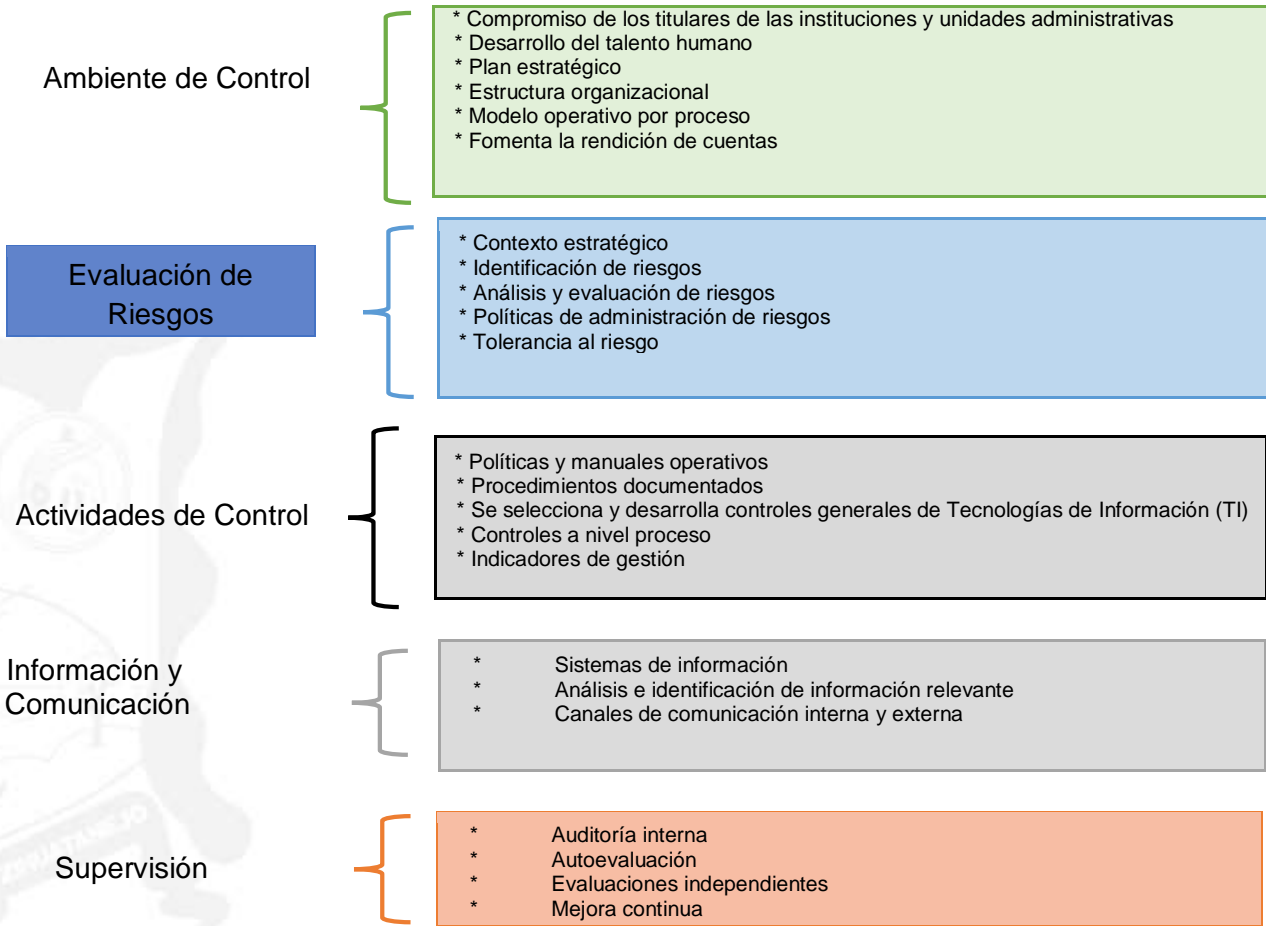 Ambiente de Control
* Compromiso de los titulares de las instituciones y unidades administrativas
* Desarrollo del talento humano
* Plan estratégico
* Estructura organizacional
* Modelo operativo por proceso
* Fomenta la rendición de cuentas
Evaluación de
Riesgos
* Contexto estratégico
* Identificación de riesgos
* Análisis y evaluación de riesgos
* Políticas de administración de riesgos
* Tolerancia al riesgo
Actividades de Control
* Políticas y manuales operativos
* Procedimientos documentados
* Se selecciona y desarrolla controles generales de Tecnologías de Información (TI)
* Controles a nivel proceso
* Indicadores de gestión
Información y
Comunicación
* Sistemas de información
* Análisis e identificación de información relevante
* Canales de comunicación interna y externa
Supervisión
* Auditoría interna
* Autoevaluación
* Evaluaciones independientes
* Mejora continua